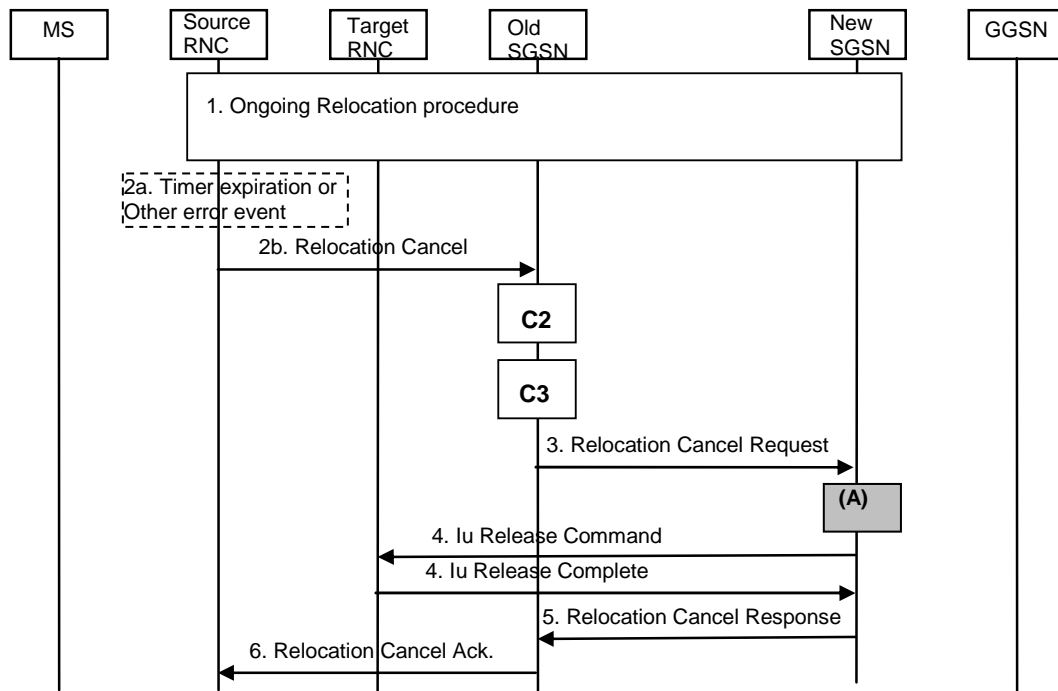 MS
Source
RNC
Target
RNC
Old
SGSN
New
SGSN
GGSN
1. Ongoing Relocation procedure
2a. Timer expiration or
Other error event
2b. Relocation Cancel
C2
C3
3. Relocation Cancel Request
(A)
4. Iu Release Command
4. Iu Release Complete
5. Relocation Cancel Response
6. Relocation Cancel Ack.